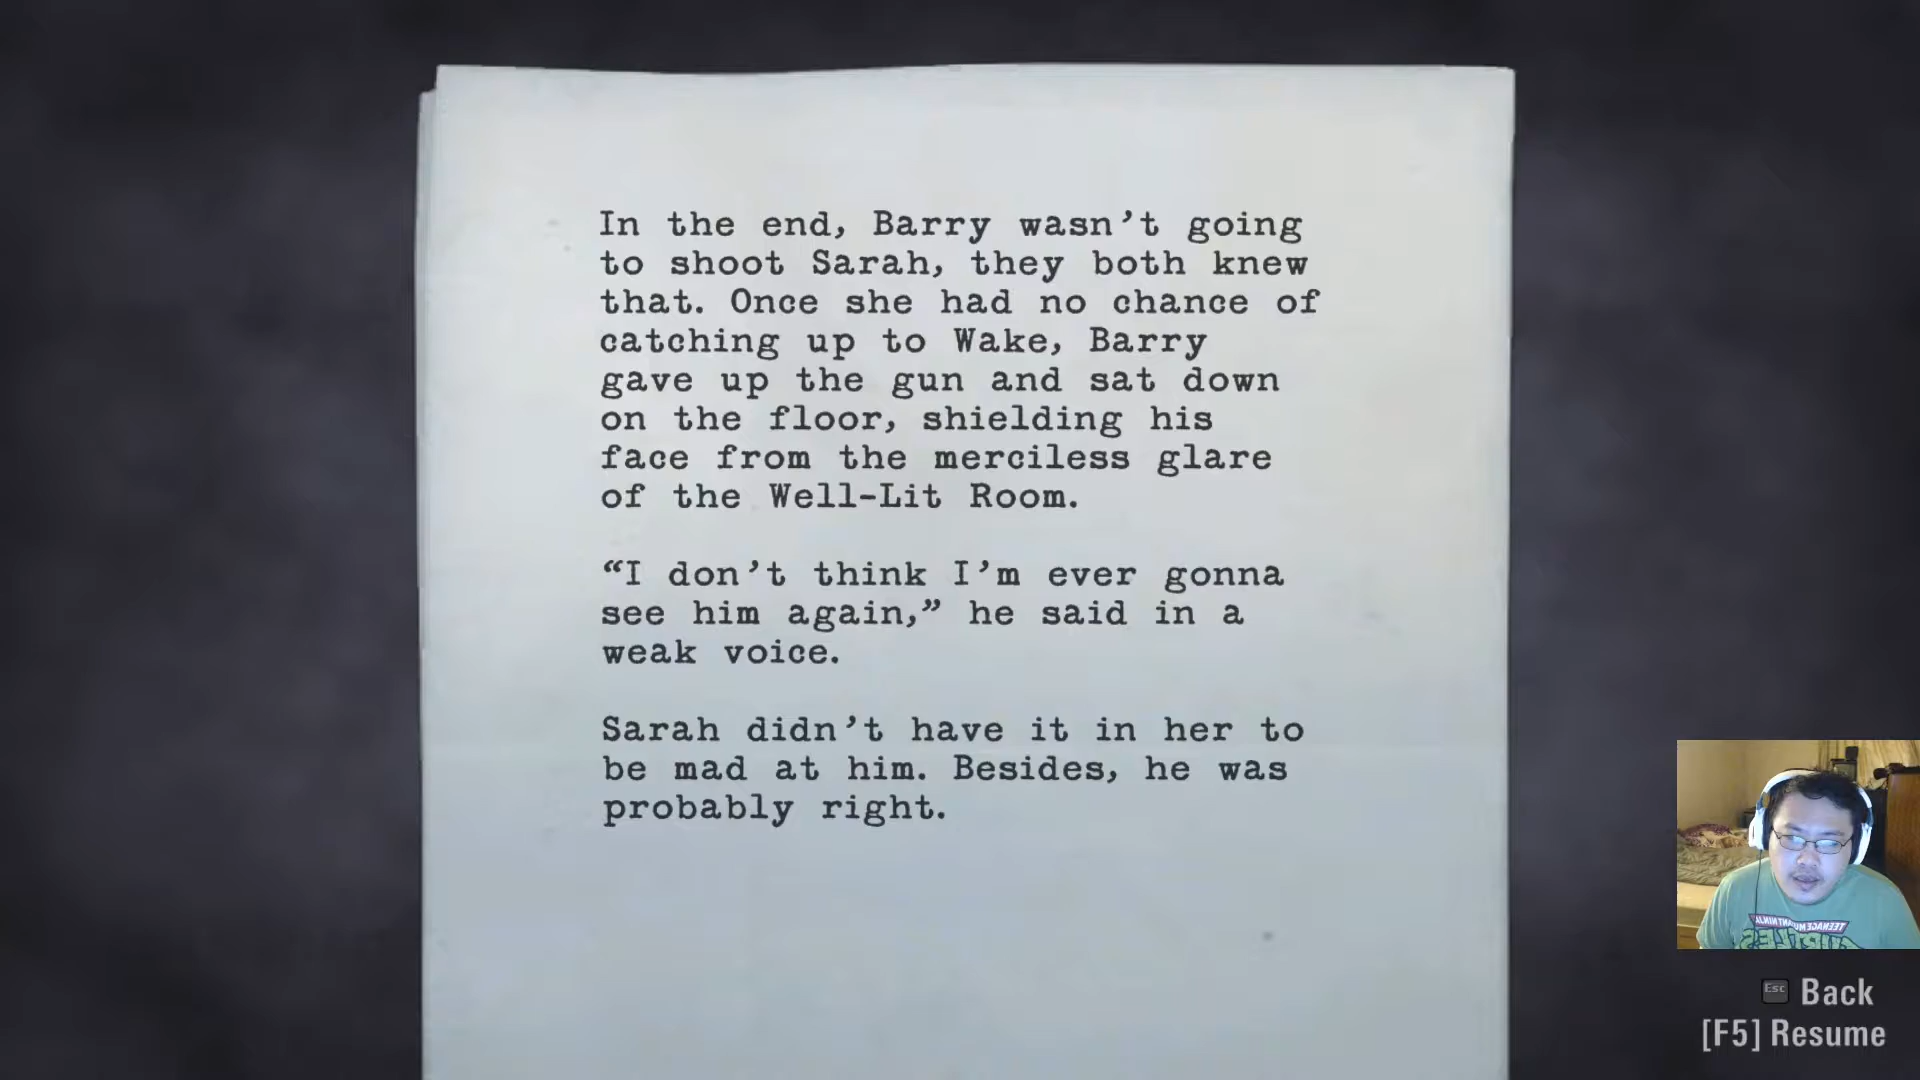 In the end, Barry wasn’t going
to shoot Sarah, they both knew
that. Once she had no chance of
catching up to Wake, Barry
gave up the gun and sat down
on the floor, shielding his
face from the merciless glare
of the Well-Lit Room.
“I don’t think I’m ever gonna
see him again,” he said in a
weak voice.
Sarah didn’t have it in her to
be mad at him. Besides, he was
probably right.
TEENAGE MUTANT NINJA
TURTLES
Esc Back
[F5] Resume